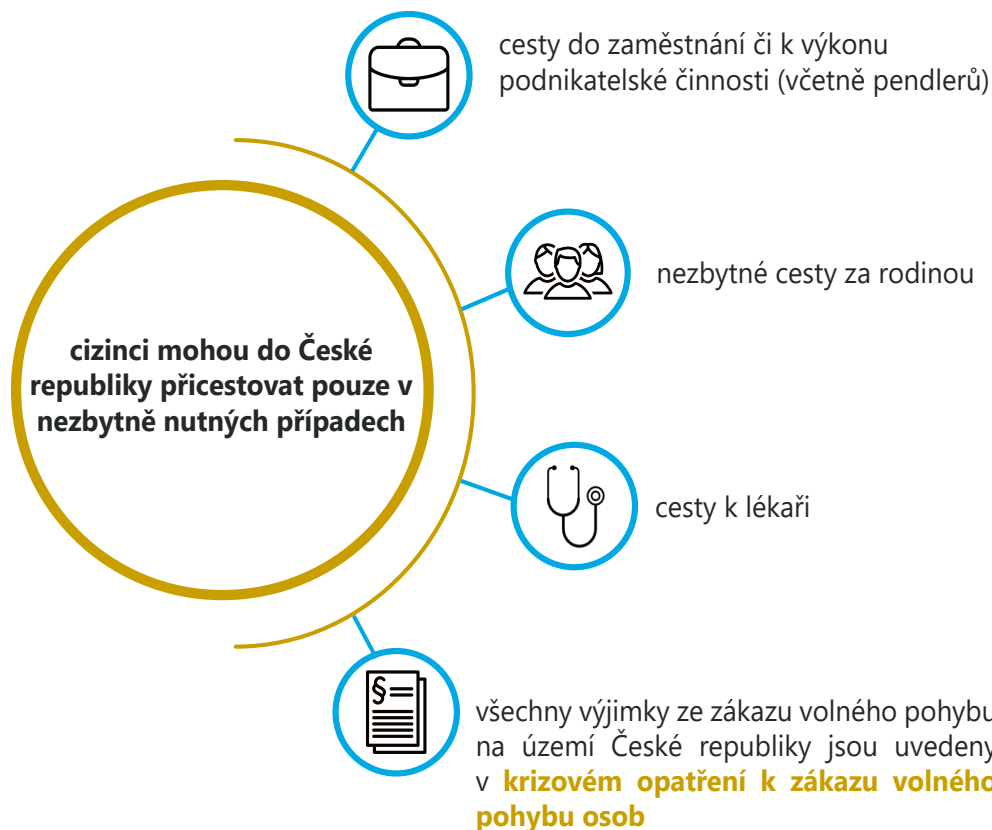 cesty do zaměstnání či k výkonu
podnikatelské činnosti (včetně pendlerů)
nezbytné cesty za rodinou
cizinci mohou do České
republiky přicestovat pouze v
nezbytně nutných případech
cesty k lékaři
§
všechny výjimky ze zákazu volného pohybu
na území České republiky jsou uvedeny
v krizovém opatření k zákazu volného
pohybu osob